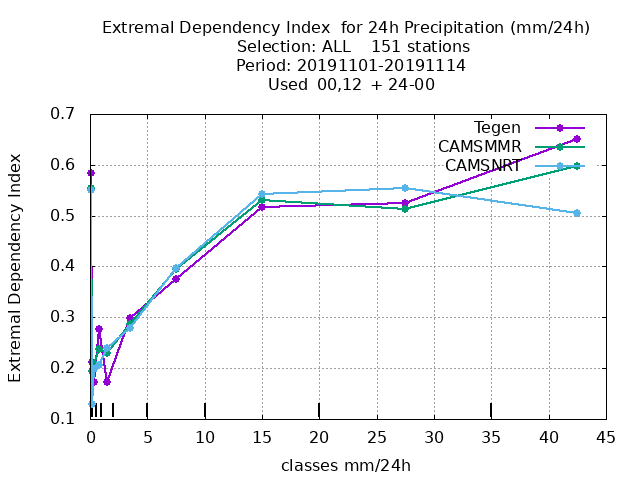 Extremal Dependency Index  for 24h Precipitation (mm/24h)
Selection: ALL    151 stations
Period: 20191101-20191114
Used  00,12  + 24-00
Extremal Dependency Index
0.7
0.6
0.5
0.4
0.3
0.2
0.1
Tegen
CAMSMMR
CAMSNRT
0 5 10 15 20 25 30 35 40 45
classes mm/24h